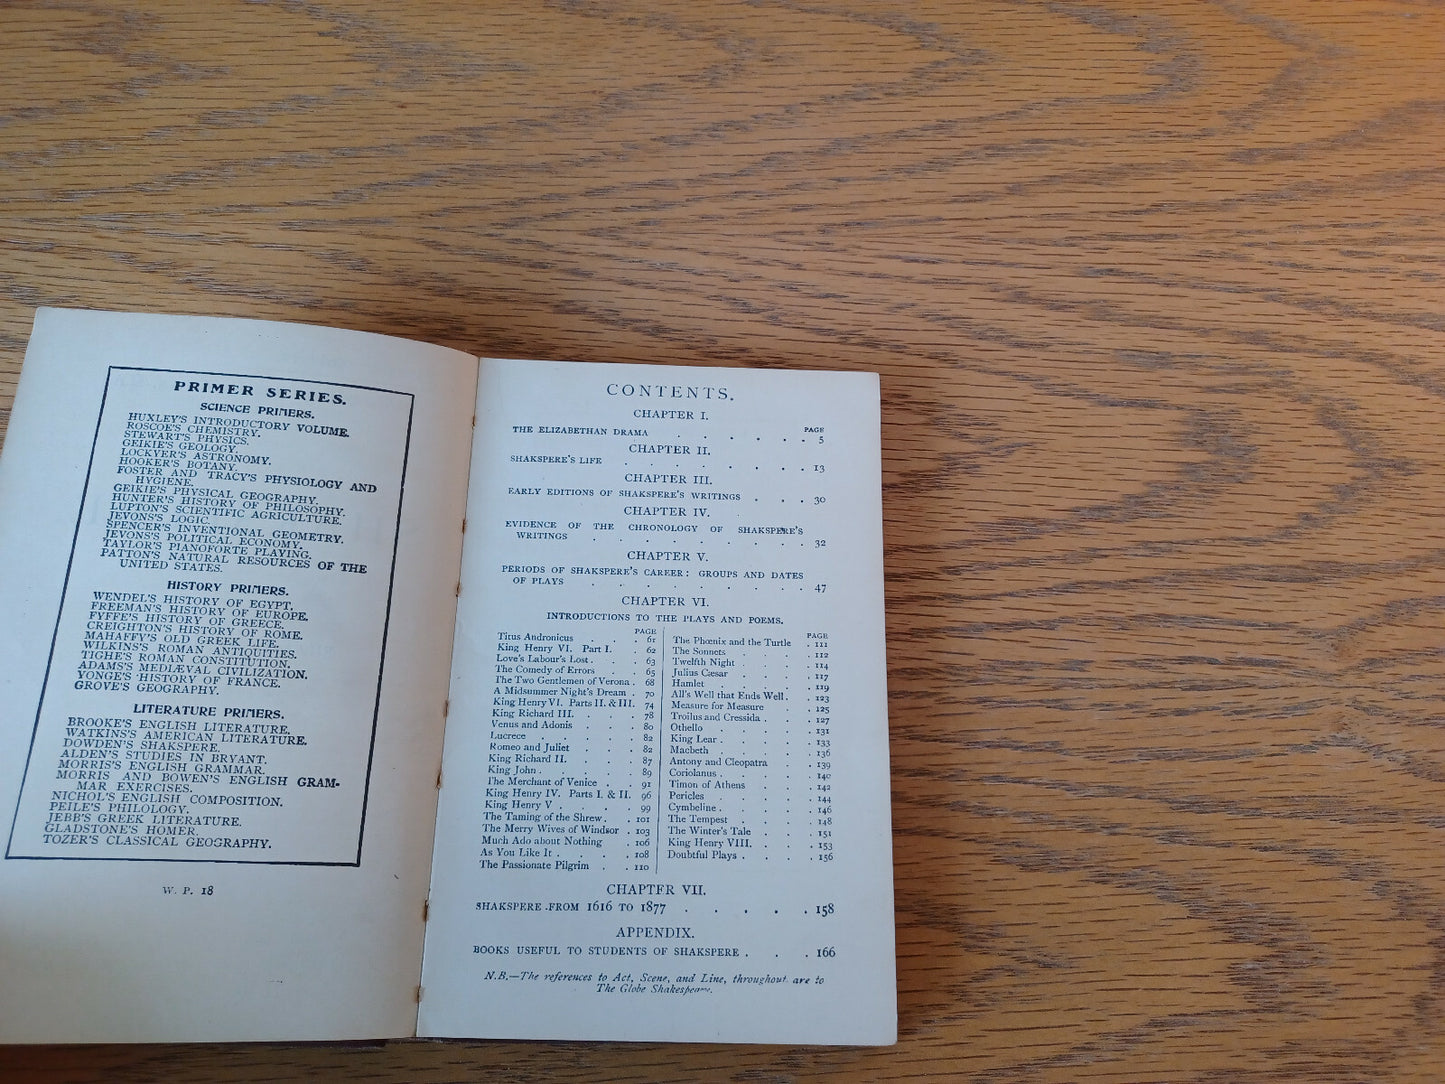 PRIMER SERIES.
SCIENCE PRIMERS.
HUXLEY'S INTRODUCTORY VOLUME.
ROSCOE'S CHEMISTRY.
STEWART'S PHYSICS.
GEIKIE'S GEOLOGY.
LOCKYER'S ASTRONOMY.
HOOKER'S BOTANY.
FOSTER AND TRACY'S PHYSIOLOGY AND
HYGIENE.
GEIKIE'S PHYSICAL GEOGRAPHY.
HUNTER'S HISTORY OF PHILOSOPHY.
LUPTON'S SCIENTIFIC AGRICULTURE.
JEVONS'S LOGIC.
SPENCER'S INVENTIONAL GEOMETRY.
JEVONS'S POLITICAL ECONOMY.
TAYLOR'S PIANOFORTE PLAYING.
PATTON'S NATURAL RESOURCES OF THE
UNITED STATES.
HISTORY PRIMERS.
WENDEL'S HISTORY OF EGYPT.
FREEMAN'S HISTORY OF EUROPE.
FYFFE'S HISTORY OF GREECE.
CREIGHTON'S HISTORY OF ROME.
MAHAFFY'S OLD GREEK LIFE.
WILKINS'S ROMAN ANTIQUITIES.
TIGHE'S ROMAN CONSTITUTION.
ADAMS'S MEDIÆVAL CIVILIZATION.
YONGE'S HISTORY OF FRANCE.
GROVE'S GEOGRAPHY.
LITERATURE PRIMERS.
BROOKE'S ENGLISH LITERATURE.
WATKINS'S AMERICAN LITERATURE.
DOWDEN'S SHAKSPERE.
ALDEN'S STUDIES IN BRYANT.
MORRIS'S ENGLISH GRAMMAR.
MORRIS AND BOWEN'S ENGLISH GRAM-
MAR EXERCISES.
NICHOL'S ENGLISH COMPOSITION.
PEILE'S PHILOLOGY.
JEBB'S GREEK LITERATURE.
GLADSTONE'S HOMER.
TOZER'S CLASSICAL GEOGRAPHY.
W. P. 18
CONTENTS.
CHAPTER I.
PAGE
THE ELIZABETHAN DRAMA . . . . . . 5
CHAPTER II.
SHAKSPERE'S LIFE . . . . . . . . 13
CHAPTER III.
EARLY EDITIONS OF SHAKSPERE'S WRITINGS . . . 30
CHAPTER IV.
EVIDENCE OF THE CHRONOLOGY OF SHAKSPERE'S
WRITINGS . . . . . . . . . 32
CHAPTER V.
PERIODS OF SHAKSPERE'S CAREER: GROUPS AND DATES
OF PLAYS . . . . . . . . 47
CHAPTER VI.
INTRODUCTIONS TO THE PLAYS AND POEMS.
PAGE
Titus Andronicus . . . 61
King Henry VI. Part I. . 62
Love's Labour's Lost . . . 63
The Comedy of Errors . . 65
The Two Gentlemen of Verona . 68
A Midsummer Night's Dream . 70
King Henry VI. Parts II. & III. 74
King Richard III. . . . 78
Venus and Adonis . . . 80
Lucrece . . . . . 82
Romeo and Juliet . . . 82
King Richard II. . . . 87
King John . . . . . 89
The Merchant of Venice . . 91
King Henry IV. Parts I. & II. 96
King Henry V . . . . 99
The Taming of the Shrew . . 101
The Merry Wives of Windsor . 103
Much Ado about Nothing . 106
As You Like It . . . . 108
The Passionate Pilgrim . . 110
PAGE
The Phœnix and the Turtle . 111
The Sonnets . . . . 112
Twelfth Night . . . . 114
Julius Cæsar . . . . 117
Hamlet . . . . . 119
All's Well that Ends Well . . 123
Measure for Measure . . 125
Troilus and Cressida . . . 127
Othello . . . . . 131
King Lear . . . . . 133
Macbeth . . . . . 136
Antony and Cleopatra . . 139
Coriolanus . . . . . 140
Timon of Athens . . . 142
Pericles . . . . . 144
Cymbeline . . . . . 146
The Tempest . . . . 148
The Winter's Tale . . . 151
King Henry VIII. . . . 153
Doubtful Plays . . . . 156
CHAPTER VII.
SHAKSPERE FROM 1616 TO 1877 . . . . . 158
APPENDIX.
BOOKS USEFUL TO STUDENTS OF SHAKSPERE . . . 166
N.B.—The references to Act, Scene, and Line, throughout are to
The Globe Shakespeare.